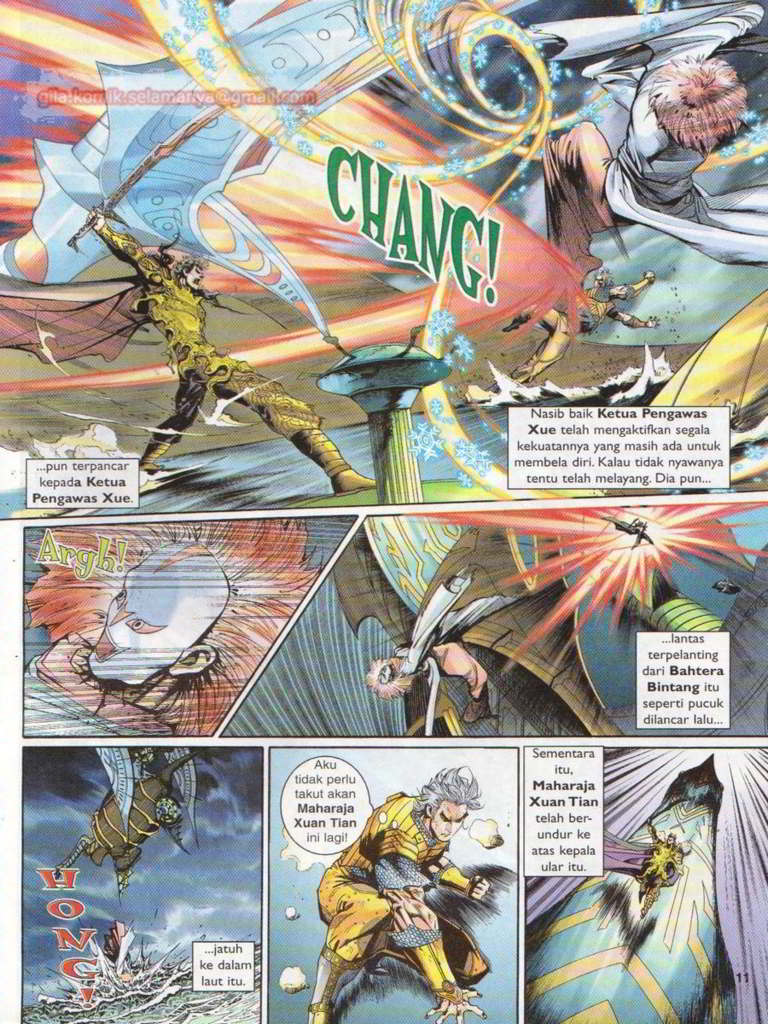 gila.komik.selamanya@gmail.com
CHANG!
...pun terpancar
kepada Ketua
Pengawas Xue.
Nasib baik Ketua Pengawas
Xue telah mengaktifkan segala
kekuatannya yang masih ada untuk
membela diri. Kalau tidak nyawanya
tentu telah melayang. Dia pun...
Argh!
...lantas
terpelanting
dari Bahtera
Bintang itu
seperti pucuk
dilancar lalu...
HONG!
...jatuh
ke dalam
laut itu.
Aku
tidak perlu
takut akan
Maharaja
Xuan Tian
ini lagi!
Sementara
itu,
Maharaja
Xuan Tian
telah ber-
undur ke
atas kepala
ular itu.
11